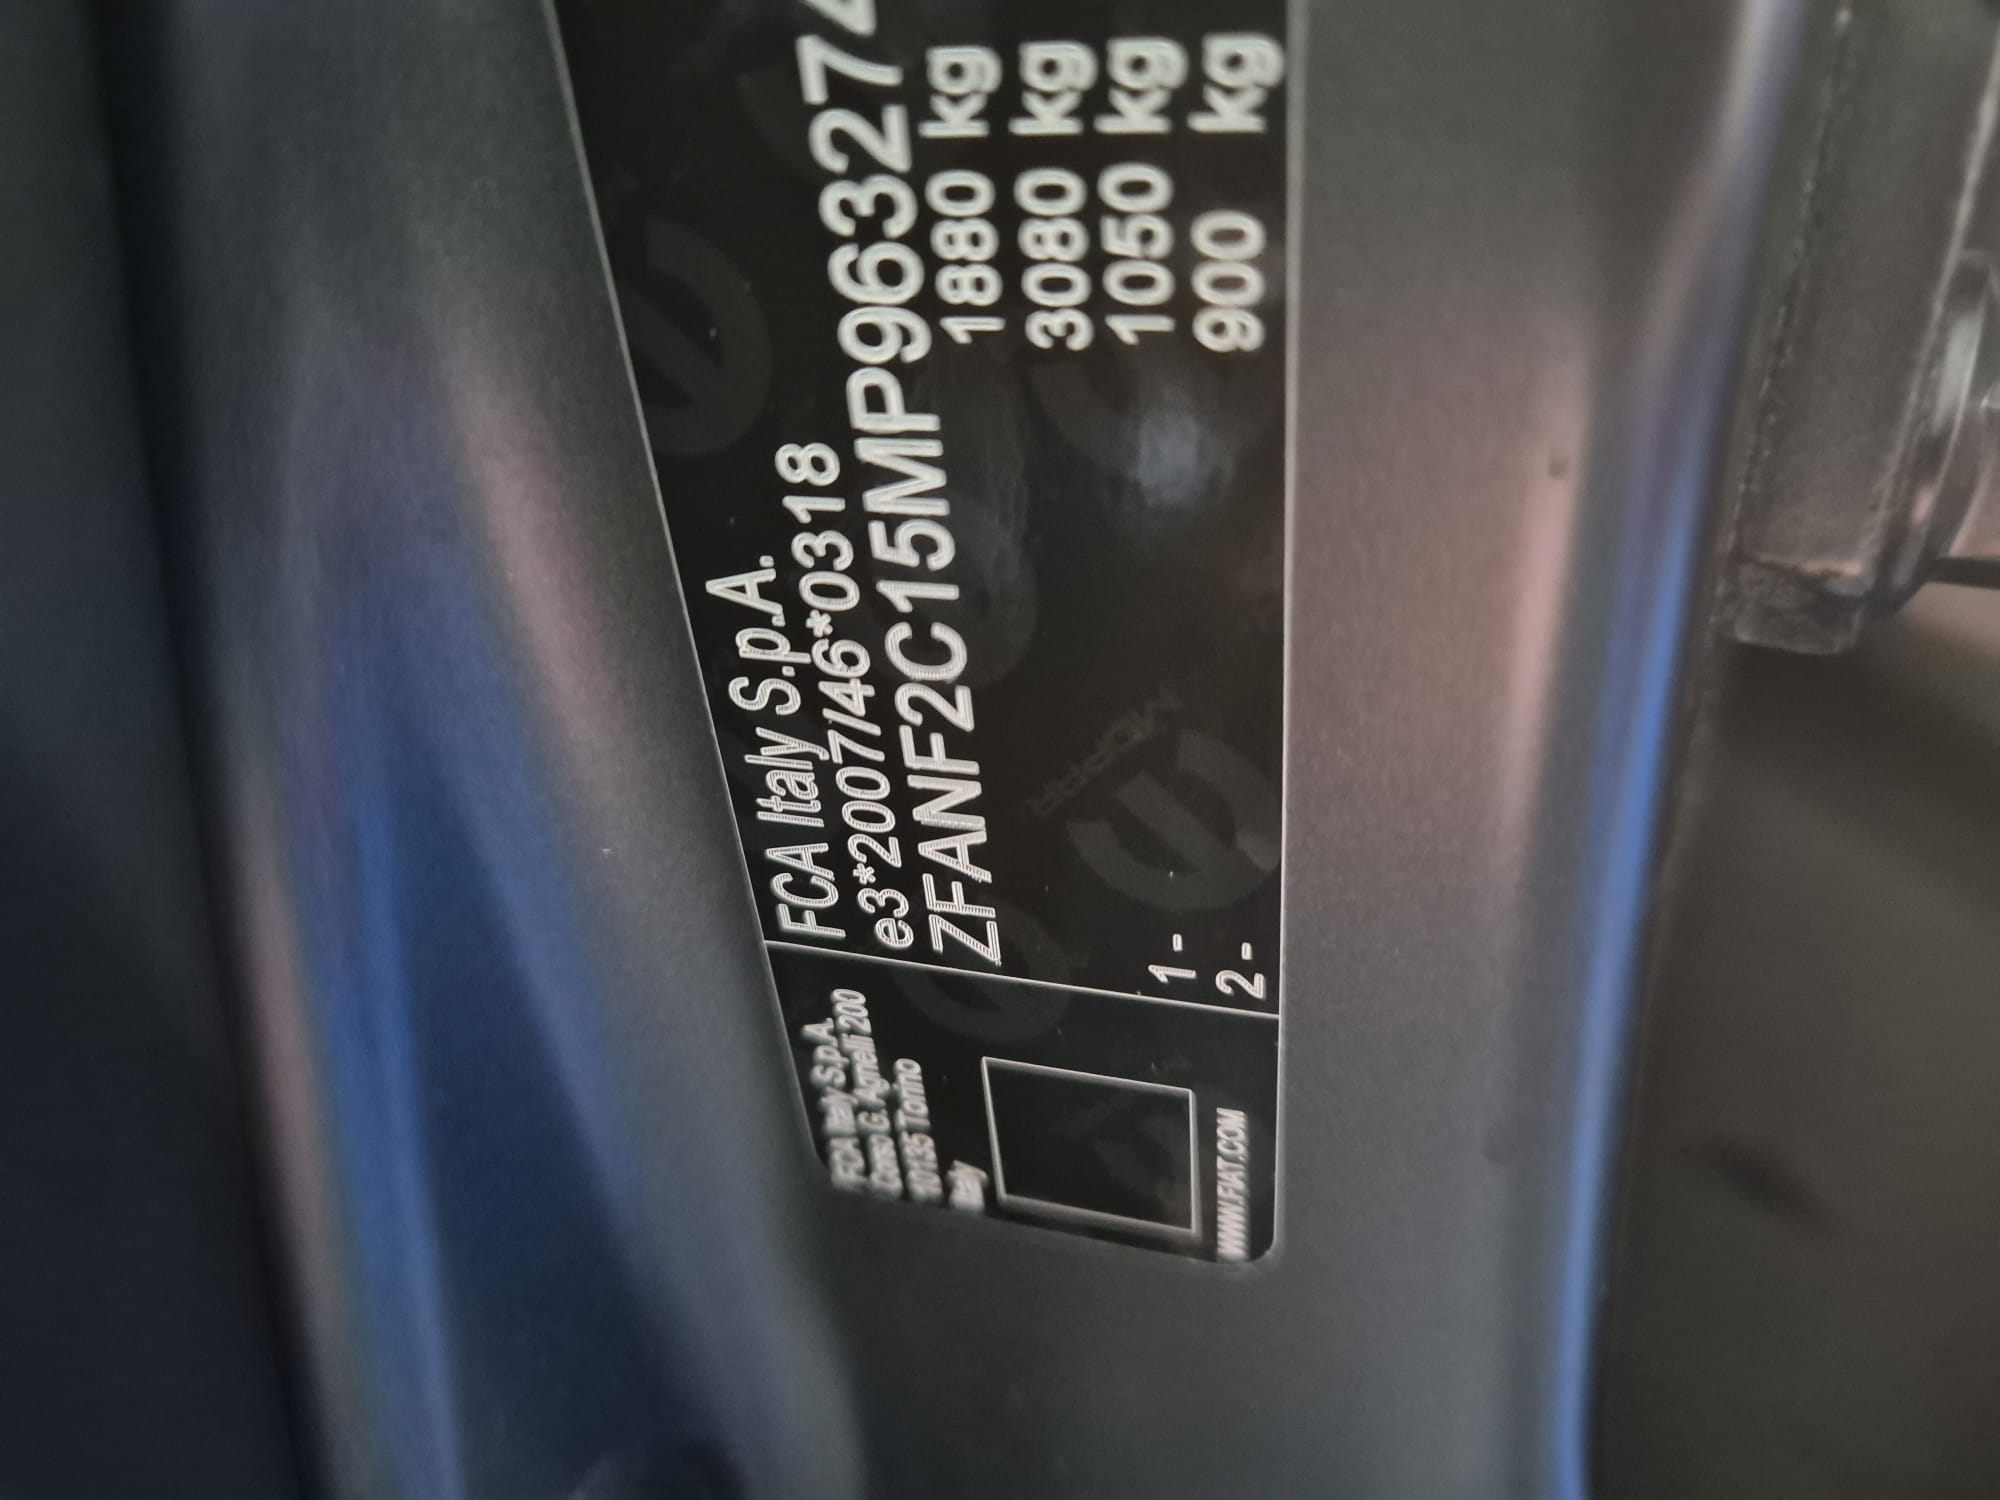 FCA Italy S.p.A.
Corso G. Agnelli 200
10135 Torino
Italy
WWW.FIAT.COM
FCA Italy S.p.A.
e3*2007/46*0318
ZFANF2C15MP963274
1880 kg
3080 kg
1- 1050 kg
2- 900 kg
MOPAR